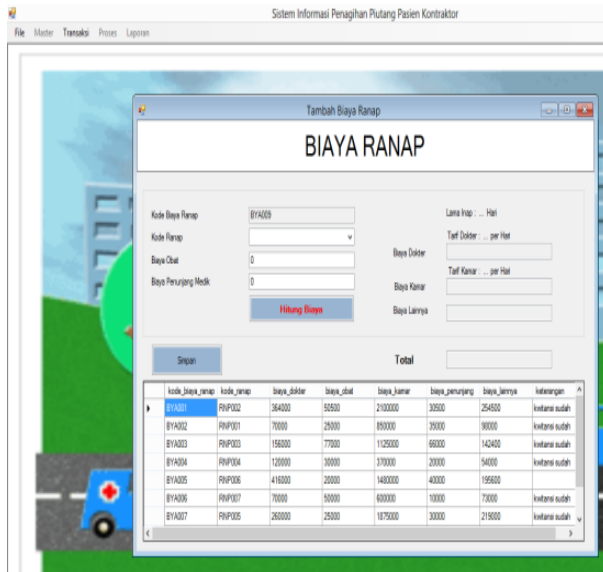 Sistem Informasi Penagihan Piutang Pasien Kontraktor
File Master Transaksi Proses Laporan
Tambah Biaya Ranap
BIAYA RANAP
Kode Biaya Ranap BYA009 Lama Inap : ... Hari
Kode Ranap Tarif Dokter : ... per Hari
Biaya Obat 0 Biaya Dokter
Tarif Kamar : ... per Hari
Biaya Penunjang Medik 0 Biaya Kamar
Hitung Biaya Biaya Lainnya
Simpan Total
kode_biaya_ranap kode_ranap biaya_dokter biaya_obat biaya_kamar biaya_penunjang biaya_lainnya keterangan
BYA001 RNP002 364000 50500 2100000 30500 254500 kwitansi sudah
BYA002 RNP001 70000 25000 850000 35000 98000 kwitansi sudah
BYA003 RNP003 156000 77000 1125000 66000 142400 kwitansi sudah
BYA004 RNP004 120000 30000 370000 20000 54000 kwitansi sudah
BYA005 RNP006 416000 20000 1480000 40000 195600 kwitansi sudah
BYA006 RNP007 70000 50000 600000 10000 73000 kwitansi sudah
BYA007 RNP005 260000 25000 1875000 30000 219000 kwitansi sudah